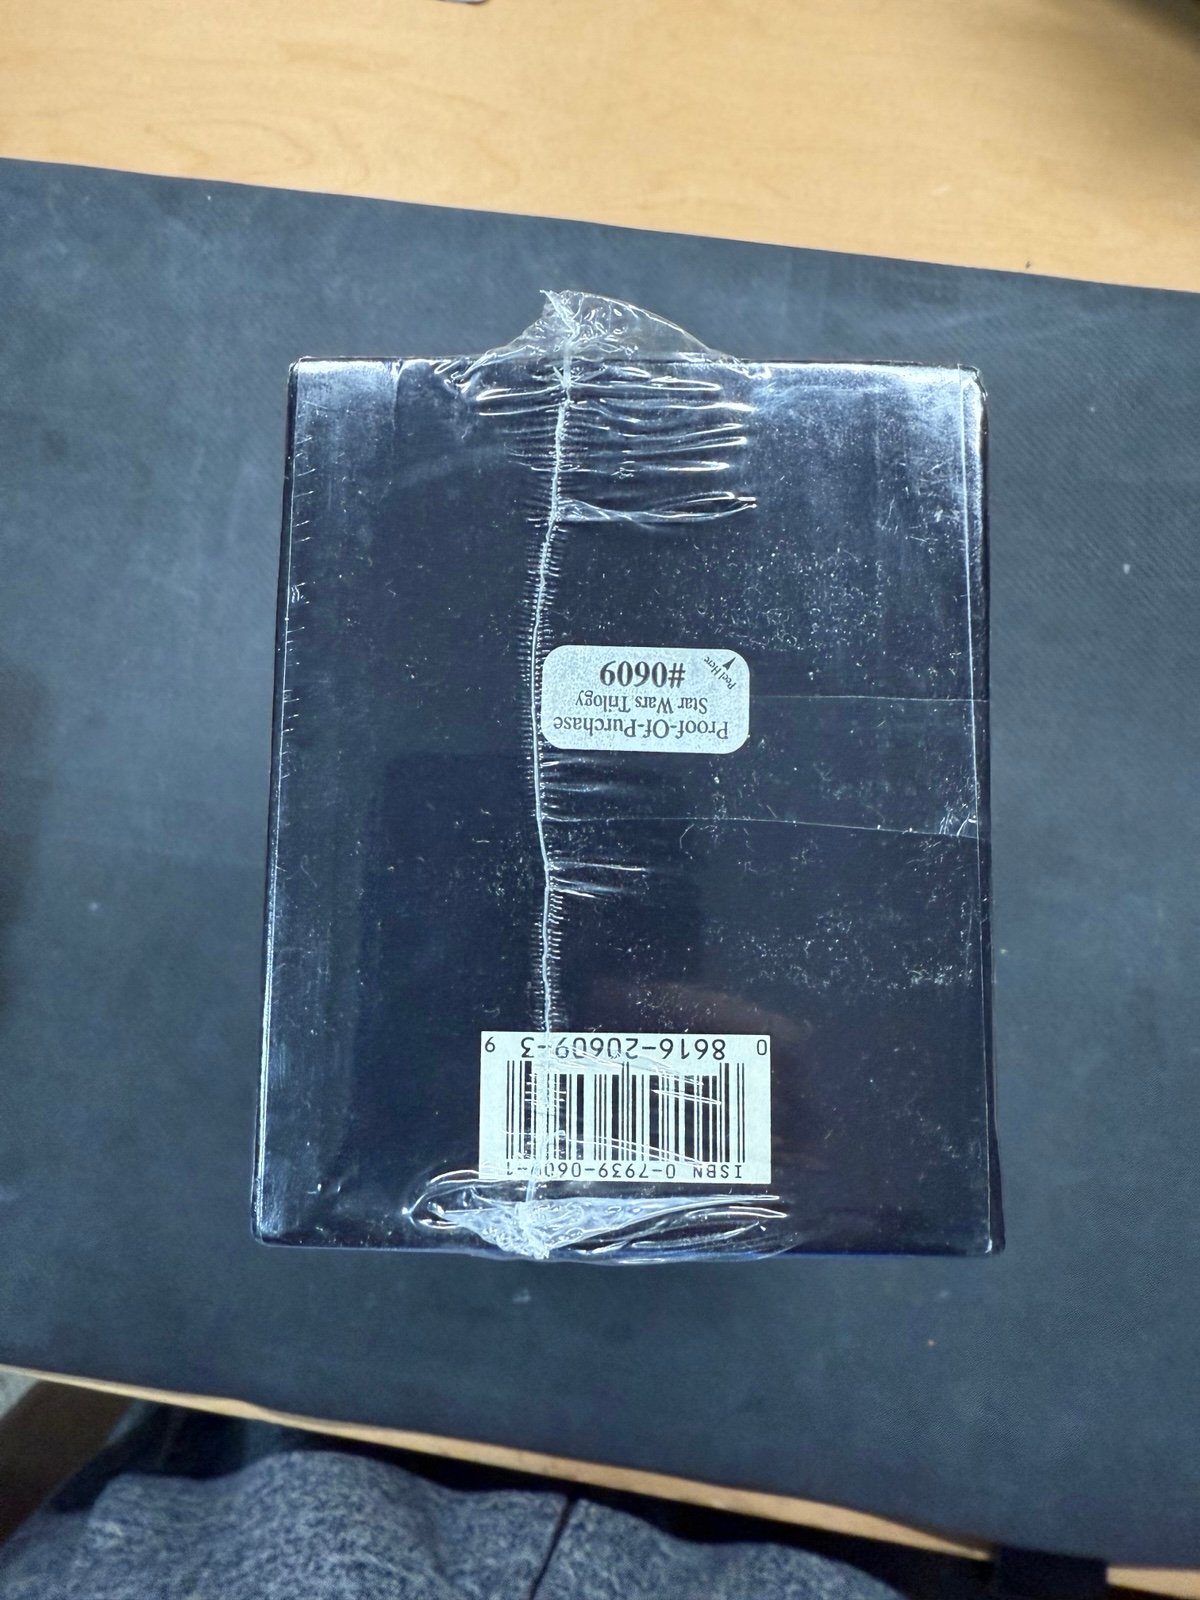 ISBN 0-7939-0609-1
0 8616-20609-3 9
Proof-Of-Purchase
Star Wars Trilogy
#0609
Peel Here